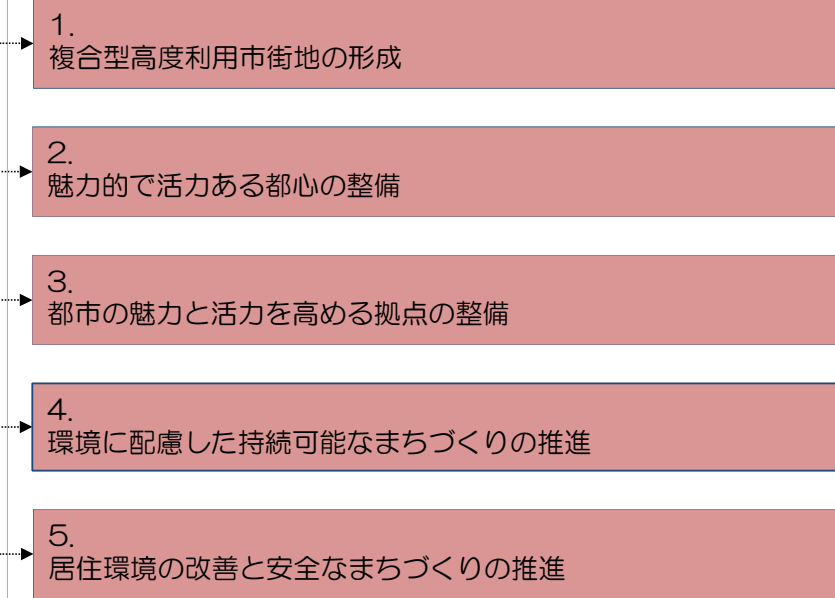 1.
複合型高度利用市街地の形成
2.
魅力的で活力ある都心の整備
3.
都市の魅力と活力を高める拠点の整備
4.
環境に配慮した持続可能なまちづくりの推進
5.
居住環境の改善と安全なまちづくりの推進